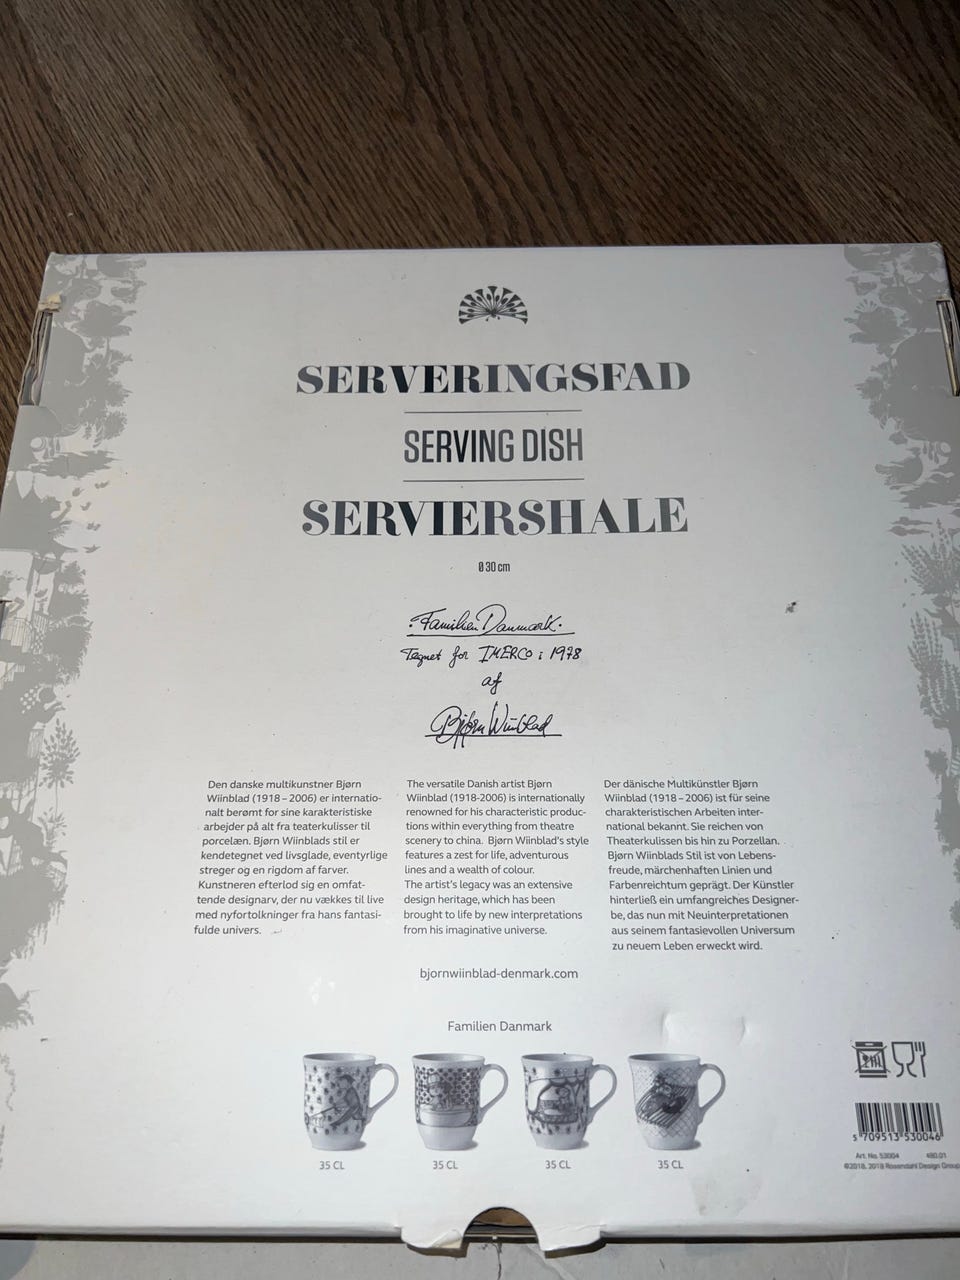 SERVERINGSFAD
SERVING DISH
SERVIERSHALE
Ø 30 cm
·Familien Danmark·
Tegnet for IMERCO i 1978
af
Bjørn Wiinblad
Den danske multikunstner Bjørn
Wiinblad (1918 – 2006) er internatio-
nalt berømt for sine karakteristiske
arbejder på alt fra teaterkulisser til
porcelæn. Bjørn Wiinblads stil er
kendetegnet ved livsglade, eventyrlige
streger og en rigdom af farver.
Kunstneren efterlod sig en omfat-
tende designarv, der nu vækkes til live
med nyfortolkninger fra hans fantasi-
fulde univers.
The versatile Danish artist Bjørn
Wiinblad (1918-2006) is internationally
renowned for his characteristic produc-
tions within everything from theatre
scenery to china. Bjørn Wiinblad's style
features a zest for life, adventurous
lines and a wealth of colour.
The artist's legacy was an extensive
design heritage, which has been
brought to life by new interpretations
from his imaginative universe.
Der dänische Multikünstler Bjørn
Wiinblad (1918 – 2006) ist für seine
charakteristischen Arbeiten inter-
national bekannt. Sie reichen von
Theaterkulissen bis hin zu Porzellan.
Bjørn Wiinblads Stil ist von Lebens-
freude, märchenhaften Linien und
Farbenreichtum geprägt. Der Künstler
hinterließ ein umfangreiches Designer-
be, das nun mit Neuinterpretationen
aus seinem fantasievollen Universum
zu neuem Leben erweckt wird.
bjornwiinblad-denmark.com
Familien Danmark
35 CL
35 CL
35 CL
35 CL
5 709513 530046
Art. No. 53004 480.01
©2018, 2018 Rosendahl Design Group